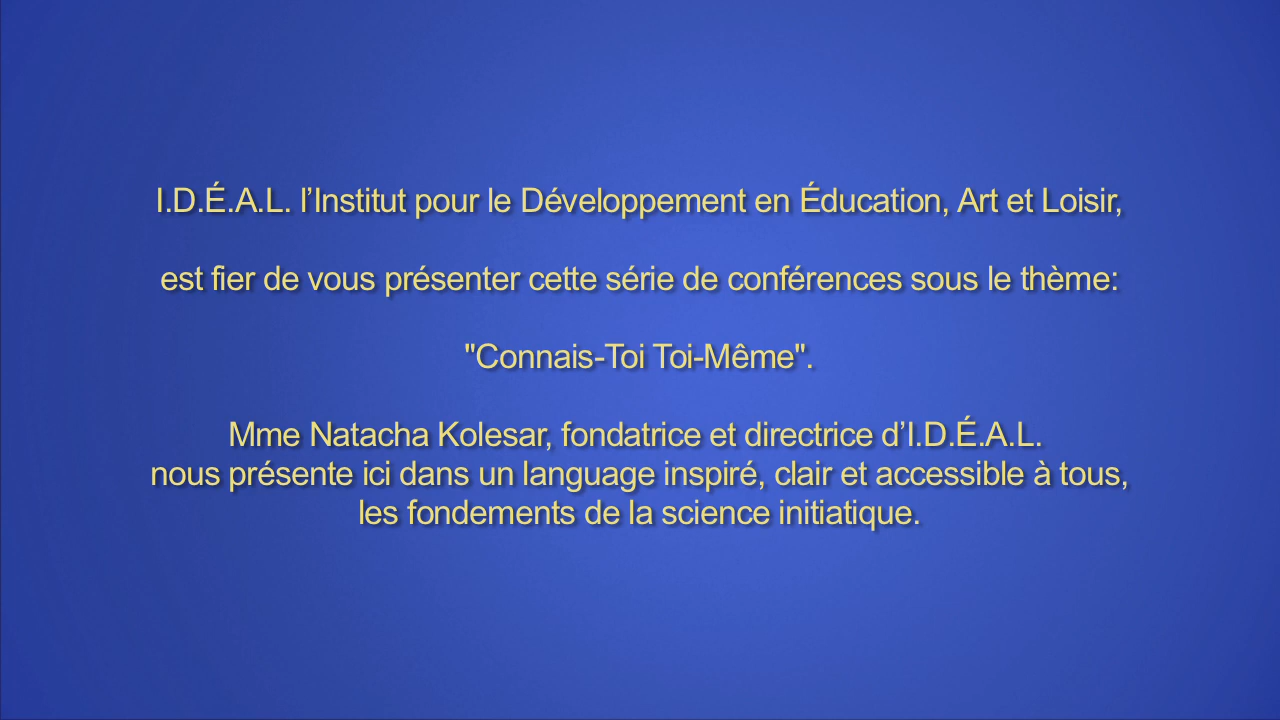 I.D.É.A.L. l’Institut pour le Développement en Éducation, Art et Loisir,
est fier de vous présenter cette série de conférences sous le thème:
"Connais-Toi Toi-Même".
Mme Natacha Kolesar, fondatrice et directrice d’I.D.É.A.L.
nous présente ici dans un language inspiré, clair et accessible à tous,
les fondements de la science initiatique.